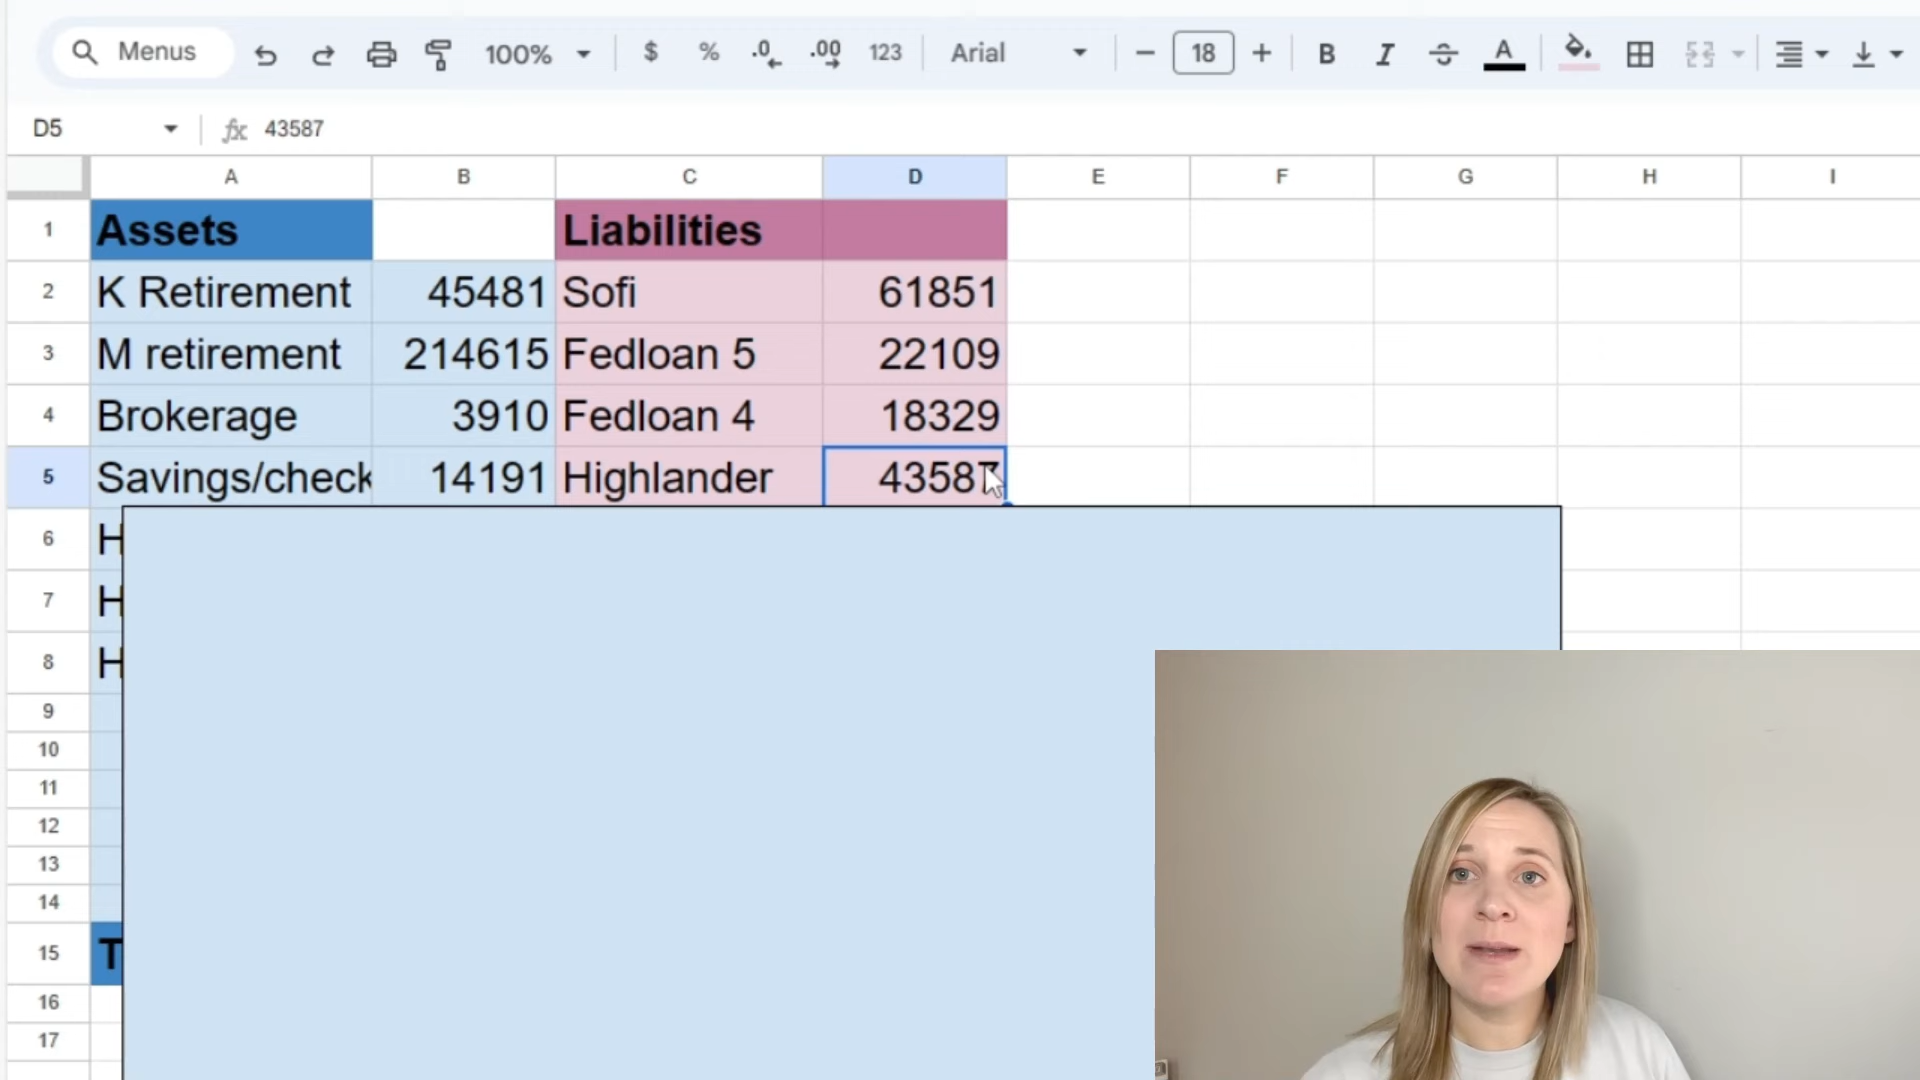 Menus 100% $ % .0 .00 123 Arial 18 B I A
D5 fx 43587
A B C D E F G H I
1 Assets Liabilities
2 K Retirement 45481 Sofi 61851
3 M retirement 214615 Fedloan 5 22109
4 Brokerage 3910 Fedloan 4 18329
5 Savings/check 14191 Highlander 43587
6 H
7 H
8 H
9
10
11
12
13
14
15 T
16
17